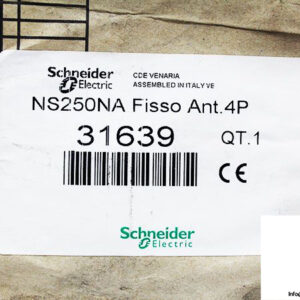 Schneider Electric
CDE VENARIA
ASSEMBLED IN ITALY VE
NS250NA Fisso Ant.4P
31639 QT.1
CE
Schneider Electric